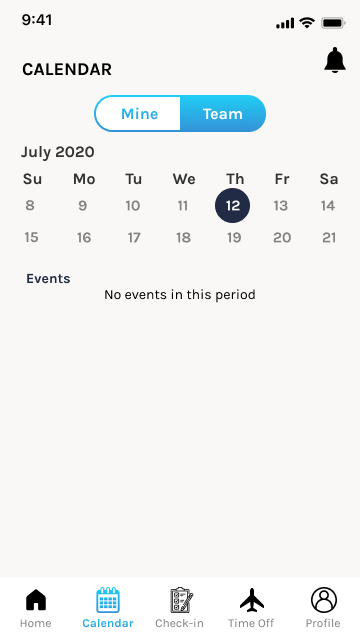 9:41
CALENDAR
Mine Team
July 2020
Su Mo Tu We Th Fr Sa
8 9 10 11 12 13 14
15 16 17 18 19 20 21
Events
No events in this period
Home Calendar Check-in Time Off Profile